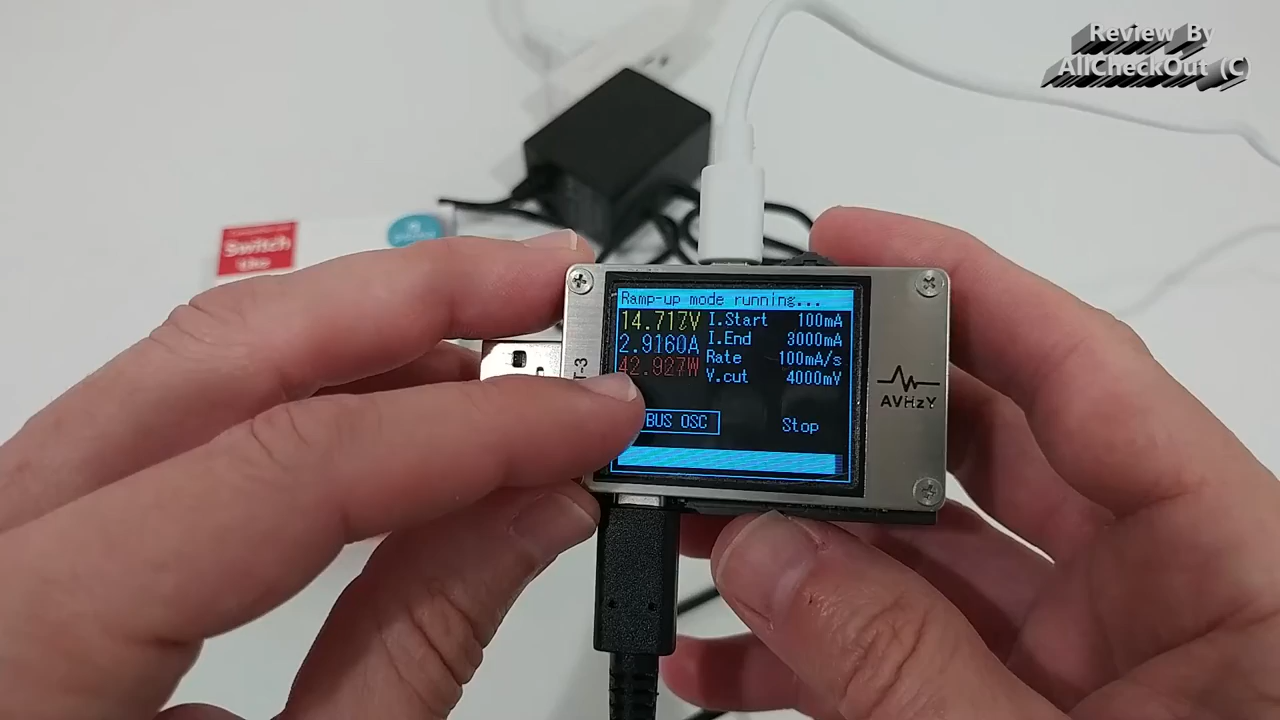 Review By
AllCheckOut (C)
Switch
Ramp-up mode running...
14.717V
I.Start 100mA
2.9160A
I.End 3000mA
42.927W
Rate 100mA/s
V.cut 4000mV
BUS OSC
Stop
AVHzY
T-3